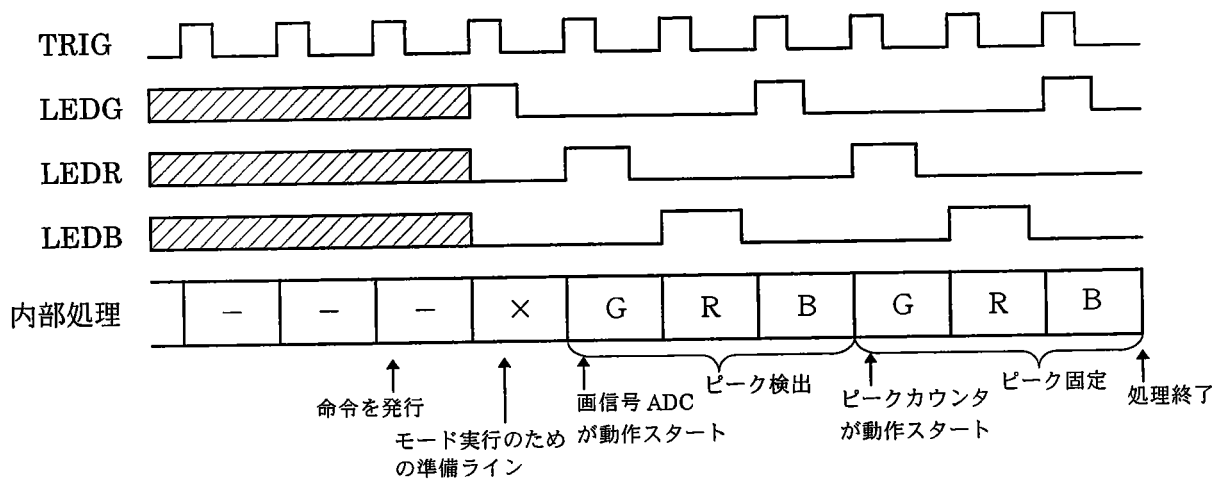 TRIG
LEDG
LEDR
LEDB
内部処理
− − − × G R B G R B
命令を発行
モード実行のため
の準備ライン
画信号 ADC
が動作スタート
ピーク検出
ピークカウンタ
が動作スタート
ピーク固定
処理終了